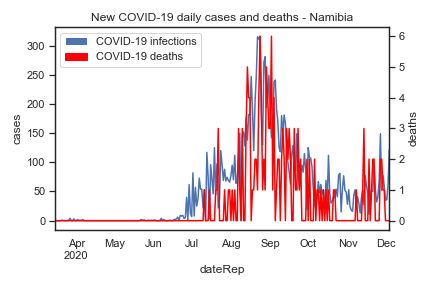 New COVID-19 daily cases and deaths - Namibia
COVID-19 infections
COVID-19 deaths
cases
300
250
200
150
100
50
0
deaths
6
5
4
3
2
1
0
Apr May Jun Jul Aug Sep Oct Nov Dec
2020
dateRep